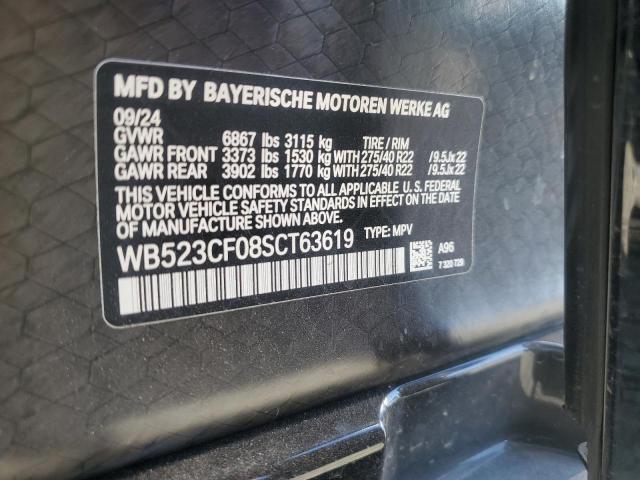 MFD BY BAYERISCHE MOTOREN WERKE AG
09/24
GVWR 6867 lbs 3115 kg TIRE / RIM
GAWR FRONT 3373 lbs 1530 kg WITH 275/40 R22 /9.5Jx22
GAWR REAR 3902 lbs 1770 kg WITH 275/40 R22 /9.5Jx22
THIS VEHICLE CONFORMS TO ALL APPLICABLE U. S. FEDERAL
MOTOR VEHICLE SAFETY STANDARDS IN EFFECT ON THE DATE
OF MANUFACTURE SHOWN ABOVE.
WB523CF08SCT63619 TYPE: MPV
A96